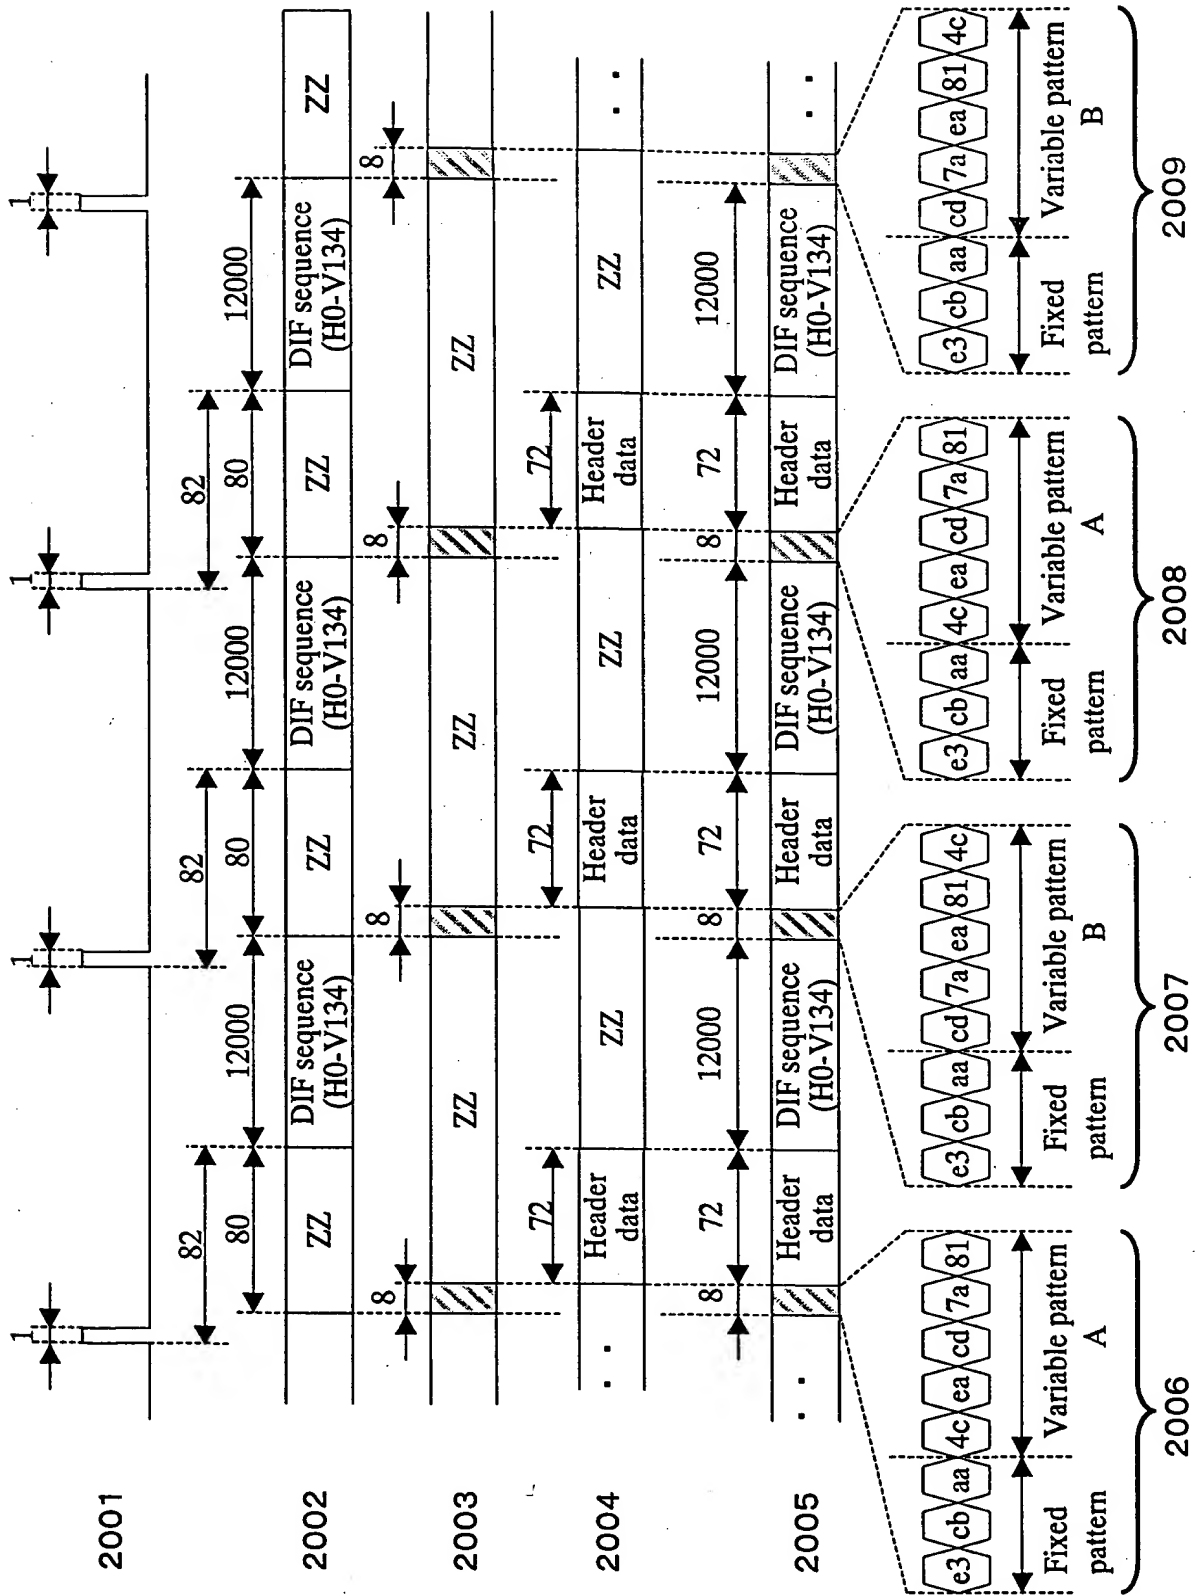 1 1 1 1
2001
82 82 82
80 12000 80 12000 80 12000
2002 ZZ DIF sequence ZZ DIF sequence ZZ DIF sequence ZZ
(H0-V134) (H0-V134) (H0-V134)
8 8 8 8
2003 ZZ ZZ ZZ
72 72 72
2004 . . Header ZZ Header ZZ Header ZZ . .
data data data
8 72 12000 8 72 12000 8 72 12000
2005 . . Header DIF sequence Header DIF sequence Header DIF sequence . .
data (H0-V134) data (H0-V134) data (H0-V134)
e3 cb aa 4c ea cd 7a 81 e3 cb aa cd 7a ea 81 4c e3 cb aa 4c ea cd 7a 81 e3 cb aa cd 7a ea 81 4c
Fixed Variable pattern Fixed Variable pattern Fixed Variable pattern Fixed Variable pattern
pattern A pattern B pattern A pattern B
2006 2007 2008 2009